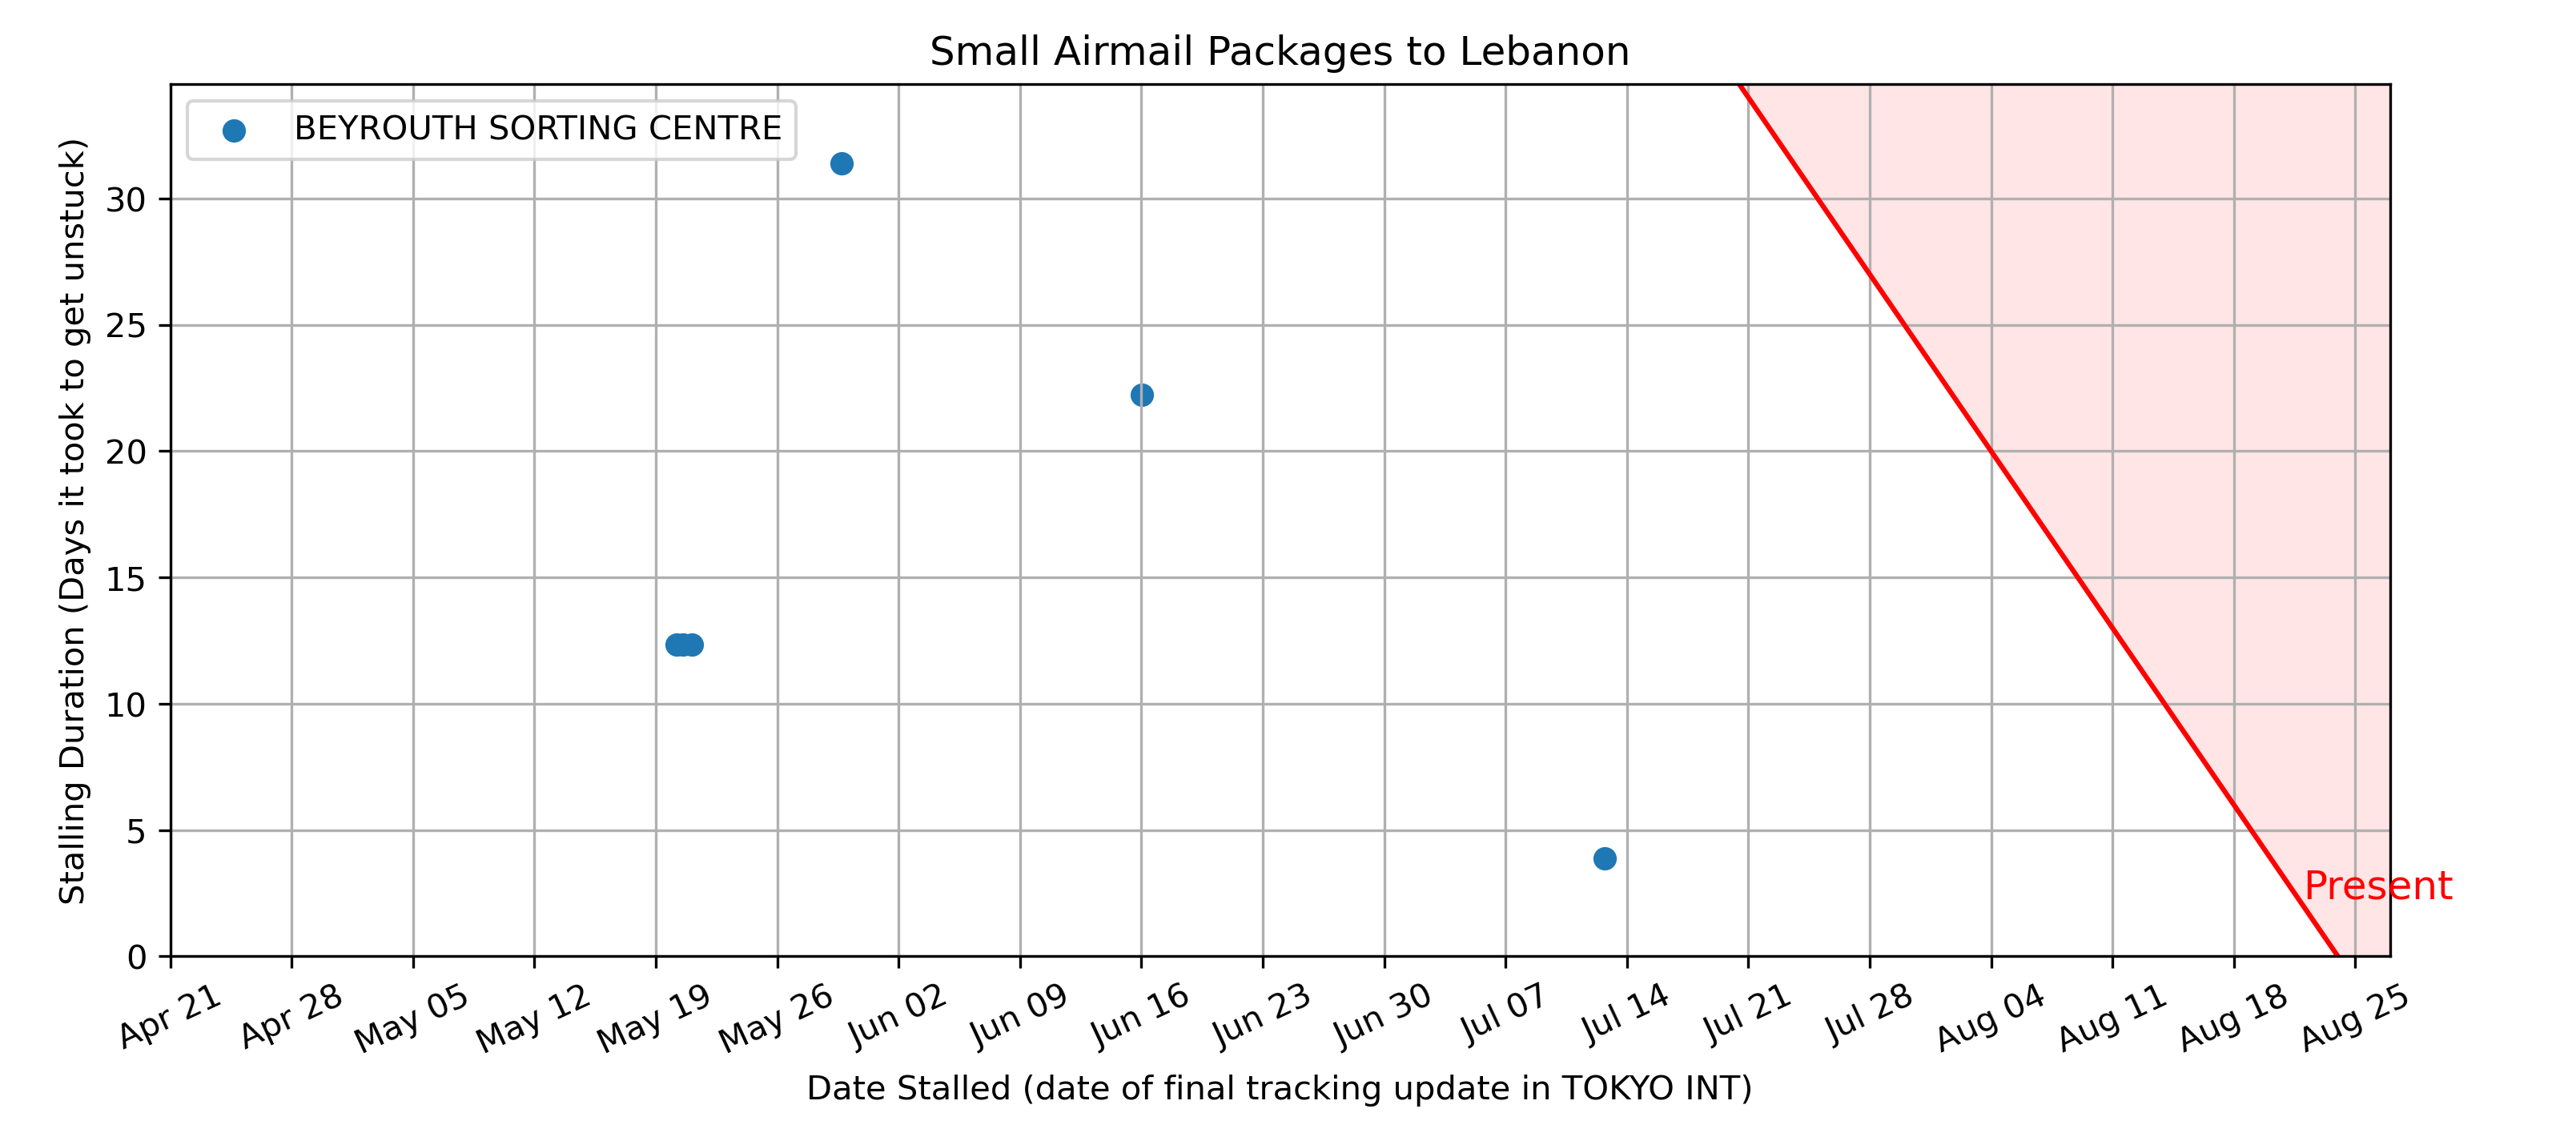 Small Airmail Packages to Lebanon
BEYROUTH SORTING CENTRE
Stalling Duration (Days it took to get unstuck)
30
25
20
15
10
5
0
Present
Apr 21
Apr 28
May 05
May 12
May 19
May 26
Jun 02
Jun 09
Jun 16
Jun 23
Jun 30
Jul 07
Jul 14
Jul 21
Jul 28
Aug 04
Aug 11
Aug 18
Aug 25
Date Stalled (date of final tracking update in TOKYO INT)